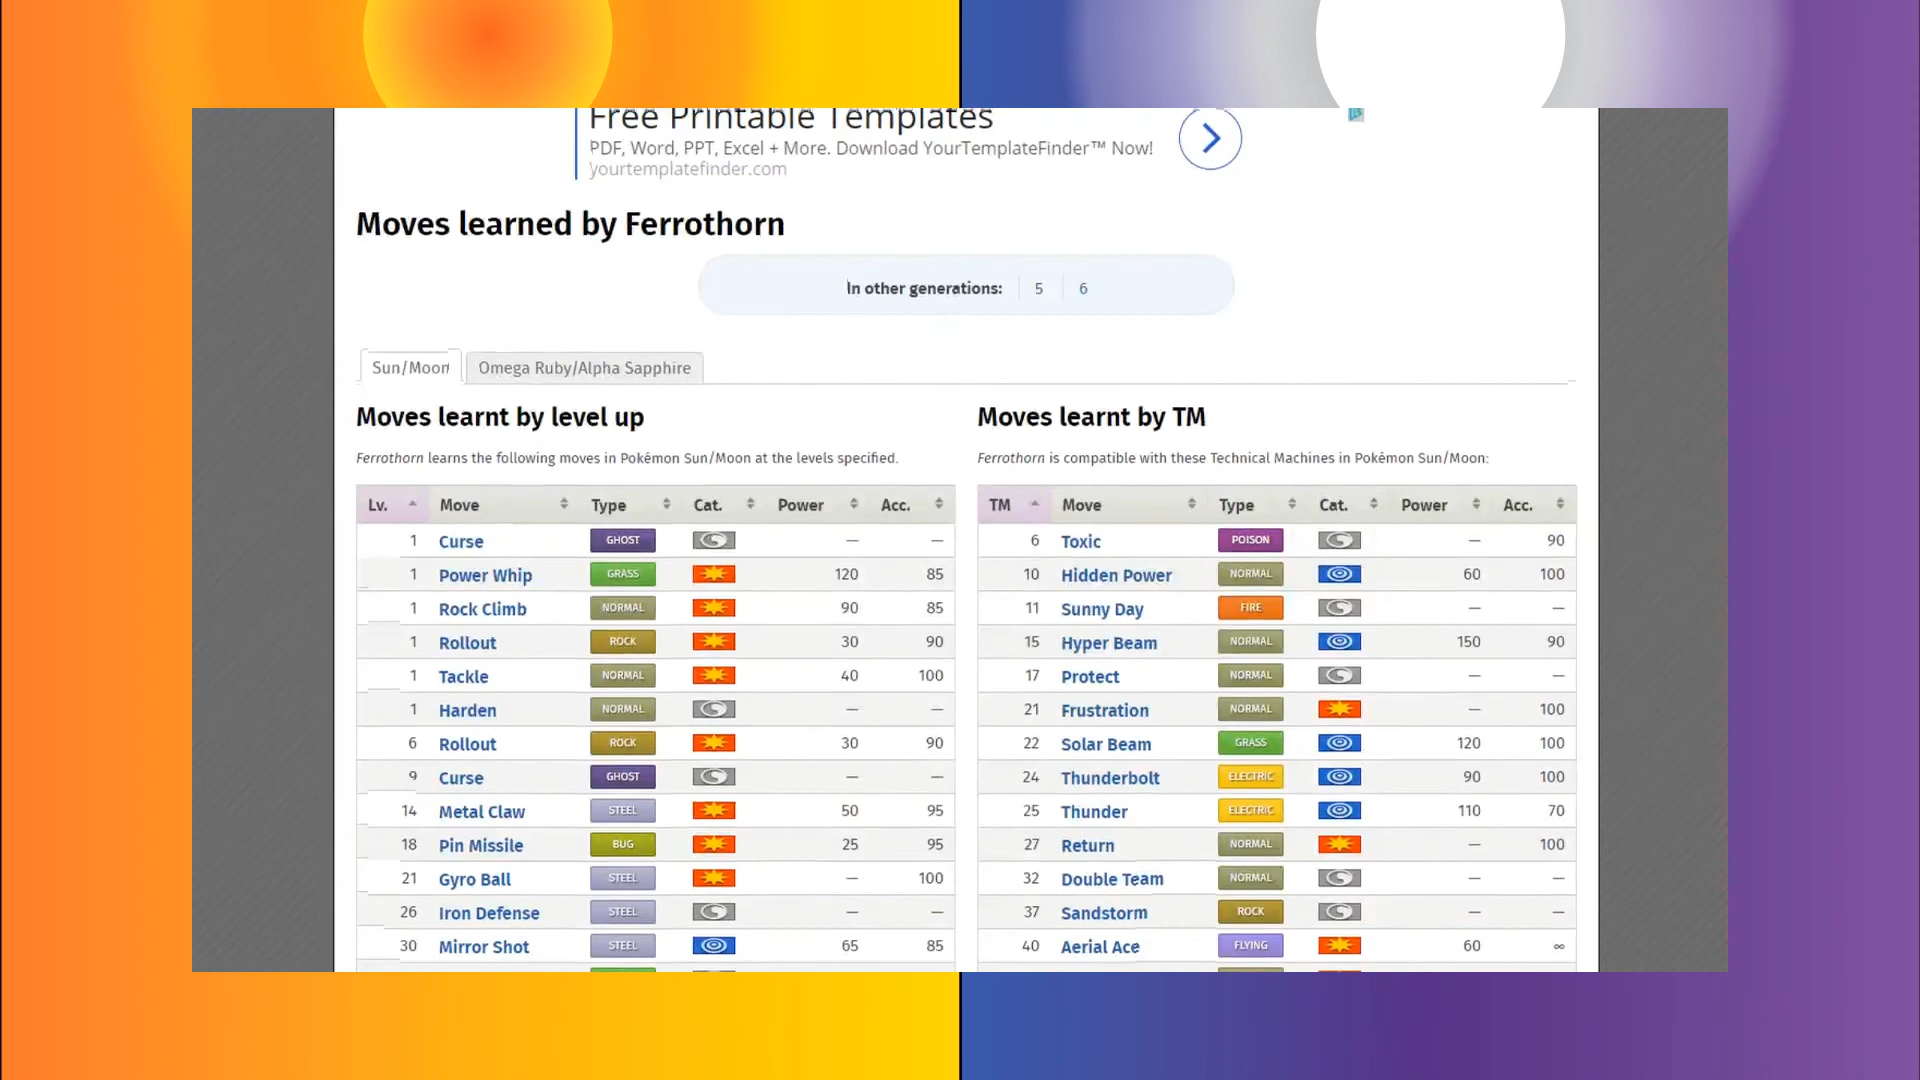 Free Printable Templates
PDF, Word, PPT, Excel + More. Download YourTemplateFinder™ Now!
yourtemplatefinder.com
Moves learned by Ferrothorn
In other generations: 5 6
Sun/Moon Omega Ruby/Alpha Sapphire
Moves learnt by level up
Ferrothorn learns the following moves in Pokémon Sun/Moon at the levels specified.
Lv. Move Type Cat. Power Acc.
1 Curse GHOST — —
1 Power Whip GRASS 120 85
1 Rock Climb NORMAL 90 85
1 Rollout ROCK 30 90
1 Tackle NORMAL 40 100
1 Harden NORMAL — —
6 Rollout ROCK 30 90
9 Curse GHOST — —
14 Metal Claw STEEL 50 95
18 Pin Missile BUG 25 95
21 Gyro Ball STEEL — 100
26 Iron Defense STEEL — —
30 Mirror Shot STEEL 65 85
Moves learnt by TM
Ferrothorn is compatible with these Technical Machines in Pokémon Sun/Moon:
TM Move Type Cat. Power Acc.
6 Toxic POISON — 90
10 Hidden Power NORMAL 60 100
11 Sunny Day FIRE — —
15 Hyper Beam NORMAL 150 90
17 Protect NORMAL — —
21 Frustration NORMAL — 100
22 Solar Beam GRASS 120 100
24 Thunderbolt ELECTRIC 90 100
25 Thunder ELECTRIC 110 70
27 Return NORMAL — 100
32 Double Team NORMAL — —
37 Sandstorm ROCK — —
40 Aerial Ace FLYING 60 ∞